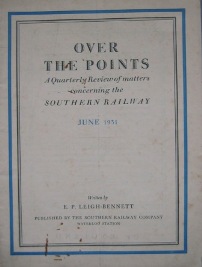 OVER
THE POINTS
A Quarterly Review of matters
concerning the
SOUTHERN RAILWAY
JUNE 1931
Written by
E. P. LEIGH-BENNETT
PUBLISHED BY THE SOUTHERN RAILWAY COMPANY
WATERLOO STATION